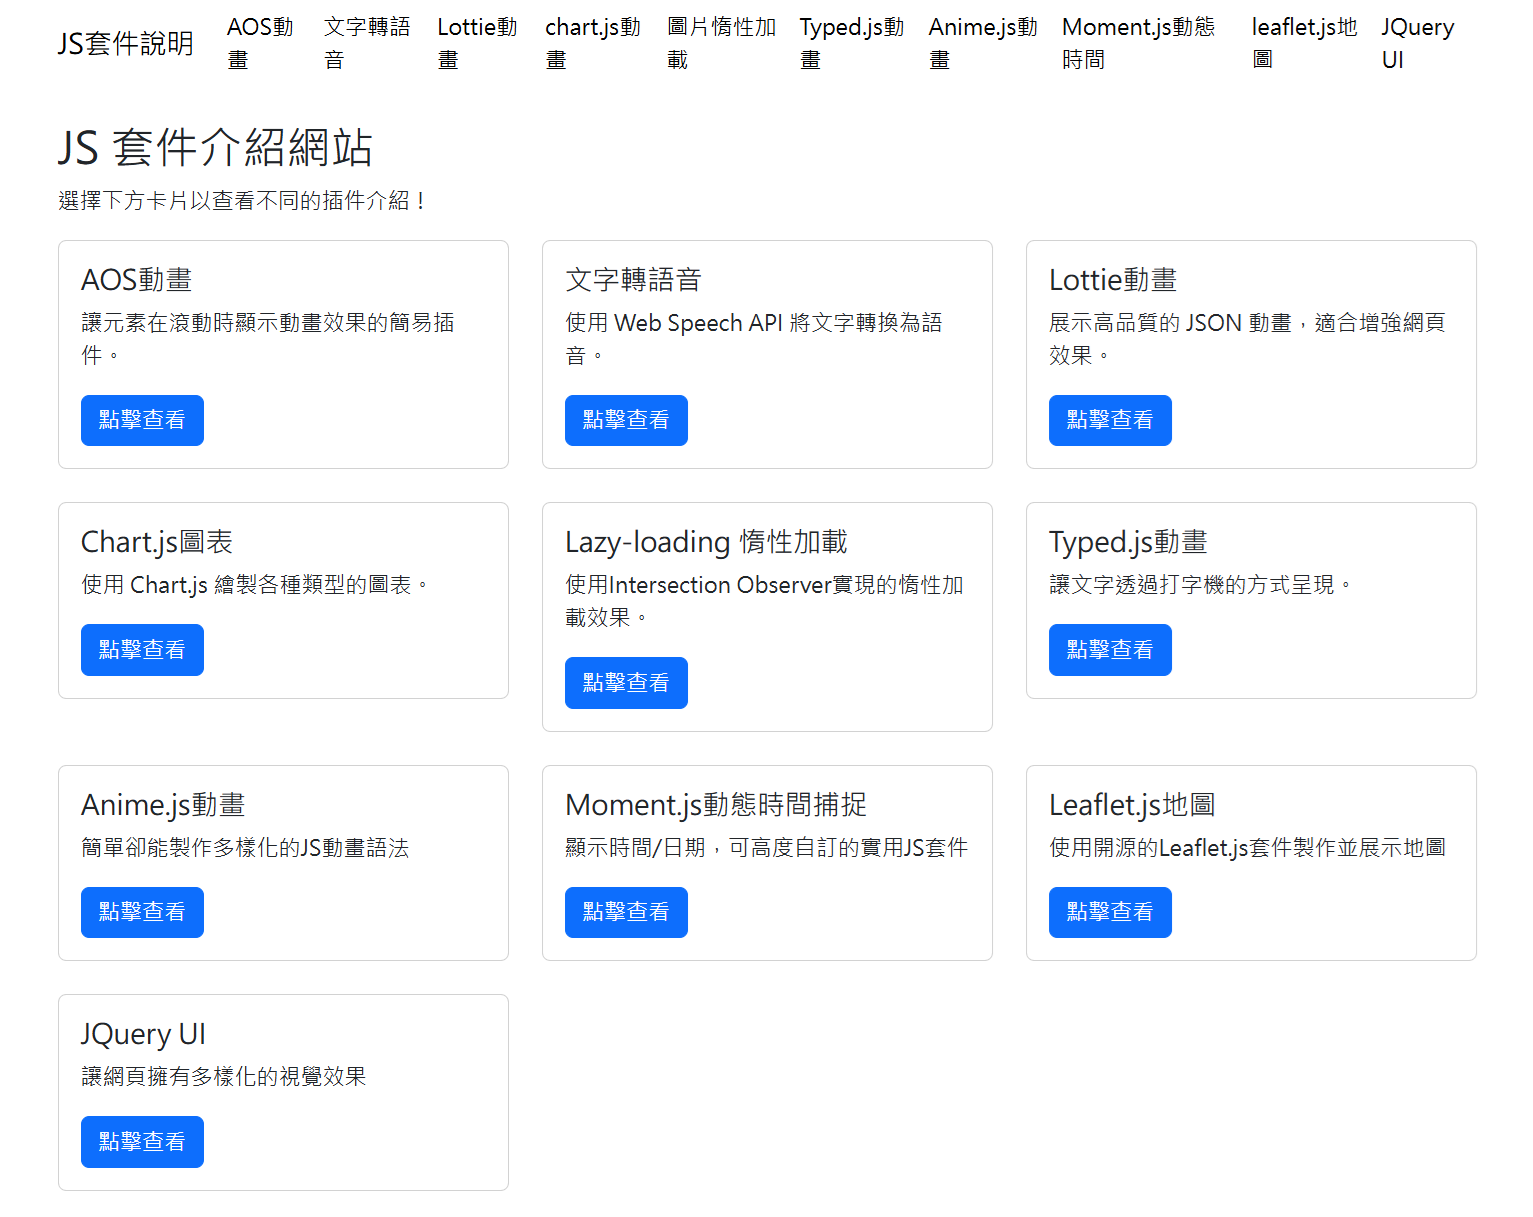 JS套件說明
AOS動
畫
文字轉語
音
Lottie動
畫
chart.js動
畫
圖片惰性加
載
Typed.js動
畫
Anime.js動
畫
Moment.js動態
時間
leaflet.js地
圖
JQuery
UI
JS 套件介紹網站
選擇下方卡片以查看不同的插件介紹！
AOS動畫
讓元素在滾動時顯示動畫效果的簡易插
件。
點擊查看
文字轉語音
使用 Web Speech API 將文字轉換為語
音。
點擊查看
Lottie動畫
展示高品質的 JSON 動畫，適合增強網頁
效果。
點擊查看
Chart.js圖表
使用 Chart.js 繪製各種類型的圖表。
點擊查看
Lazy-loading 惰性加載
使用Intersection Observer實現的惰性加
載效果。
點擊查看
Typed.js動畫
讓文字透過打字機的方式呈現。
點擊查看
Anime.js動畫
簡單卻能製作多樣化的JS動畫語法
點擊查看
Moment.js動態時間捕捉
顯示時間/日期，可高度自訂的實用JS套件
點擊查看
Leaflet.js地圖
使用開源的Leaflet.js套件製作並展示地圖
點擊查看
JQuery UI
讓網頁擁有多樣化的視覺效果
點擊查看